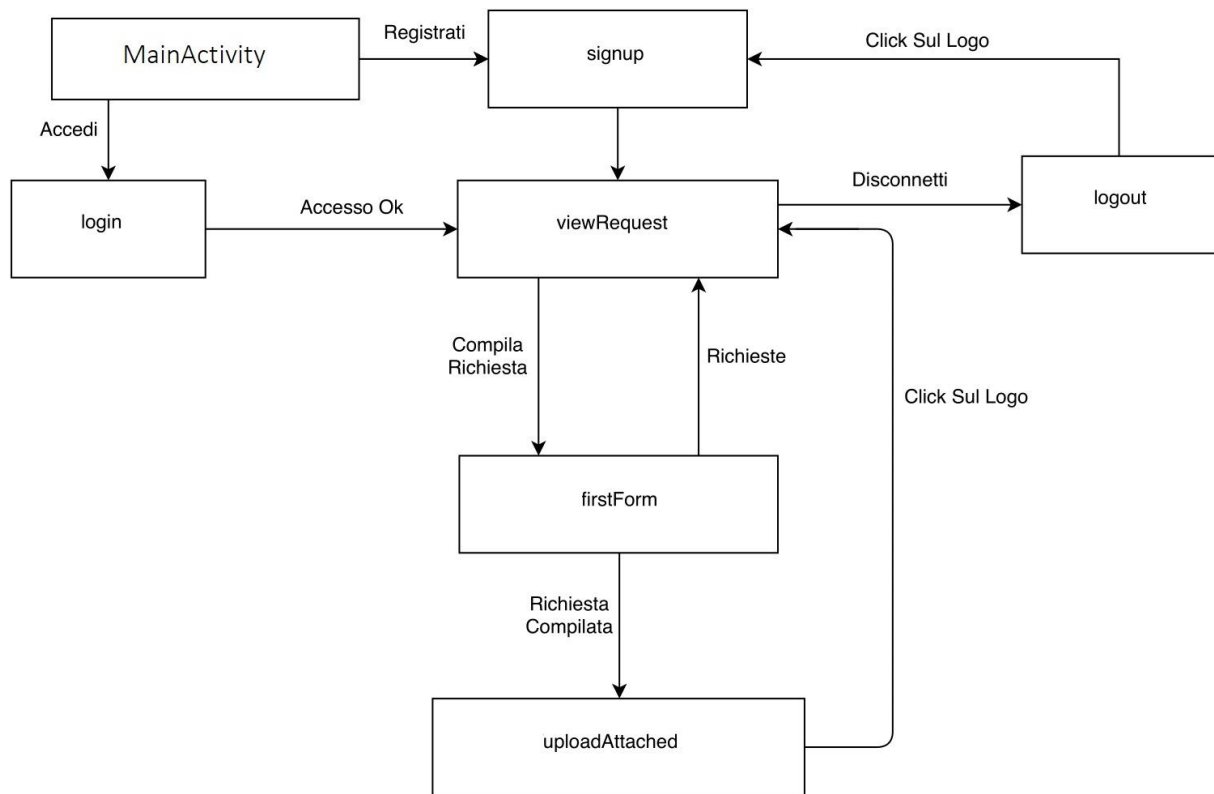 Registrati
MainActivity
signup
Click Sul Logo
Accedi
login
Accesso Ok
viewRequest
Disconnetti
logout
Compila
Richiesta
Richieste
Click Sul Logo
firstForm
Richiesta
Compilata
uploadAttached